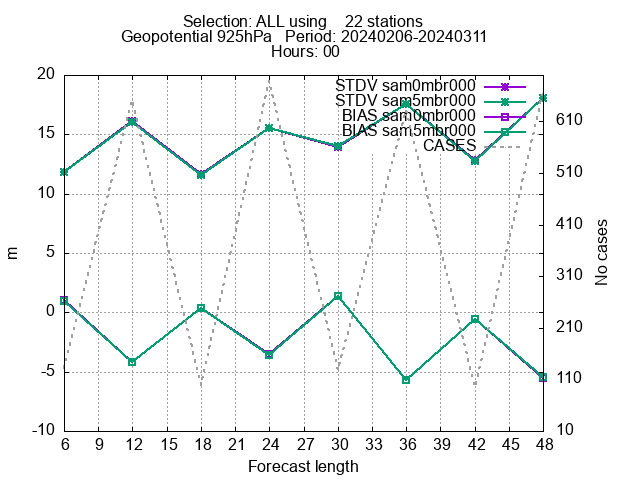 Selection: ALL using 22 stations
Geopotential 925hPa Period: 20240206-20240311
Hours: 00
STDV sam0mbr000
STDV sam5mbr000
BIAS sam0mbr000
BIAS sam5mbr000
CASES
20
15
10
5
0
-5
-10
m
610
510
410
310
210
110
10
No cases
6 9 12 15 18 21 24 27 30 33 36 39 42 45 48
Forecast length